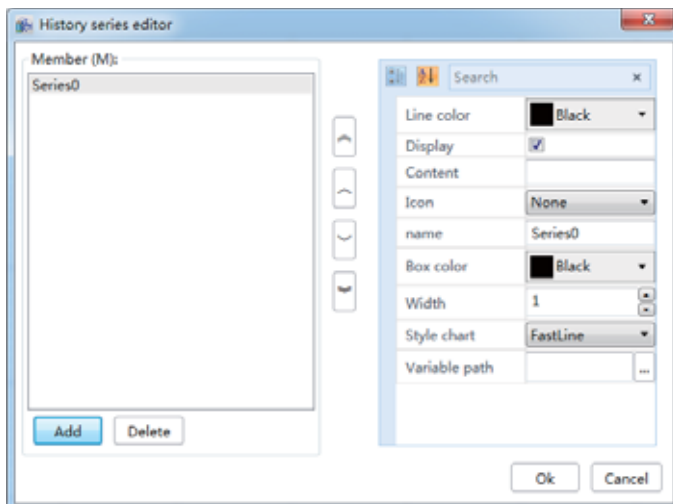 History series editor
Member (M):
Series0
Search
Line color Black
Display
Content
Icon None
name Series0
Box color Black
Width 1
Style chart FastLine
Variable path ...
Add Delete
Ok Cancel